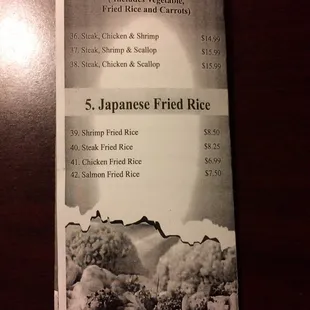 (Includes Vegetable,
Fried Rice and Carrots)
36. Steak, Chicken & Shrimp $14.99
37. Steak, Shrimp & Scallop $15.99
38. Steak, Chicken & Scallop $15.99
5. Japanese Fried Rice
39. Shrimp Fried Rice $8.50
40. Steak Fried Rice $8.25
41. Chicken Fried Rice $6.99
42. Salmon Fried Rice $7.50